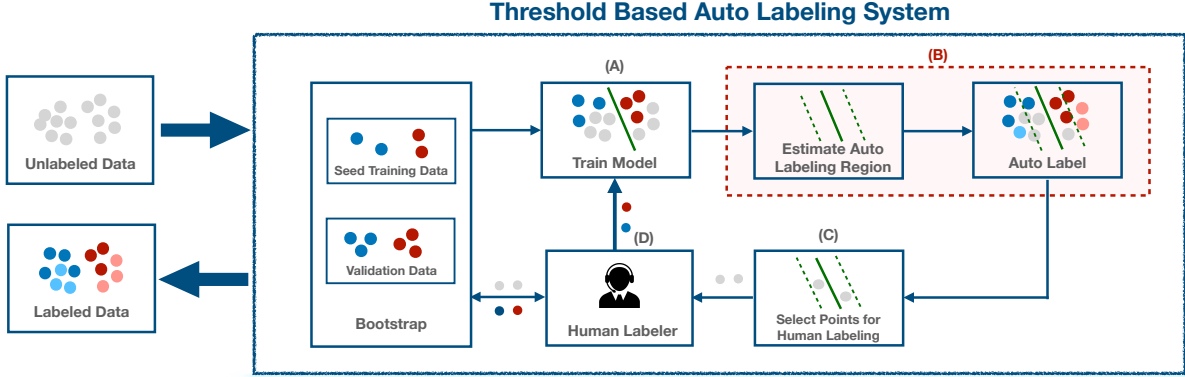 Threshold Based Auto Labeling System
Unlabeled Data
Labeled Data
Seed Training Data
Validation Data
Bootstrap
(A)
Train Model
(B)
Estimate Auto
Labeling Region
Auto Label
(D)
Human Labeler
(C)
Select Points for
Human Labeling